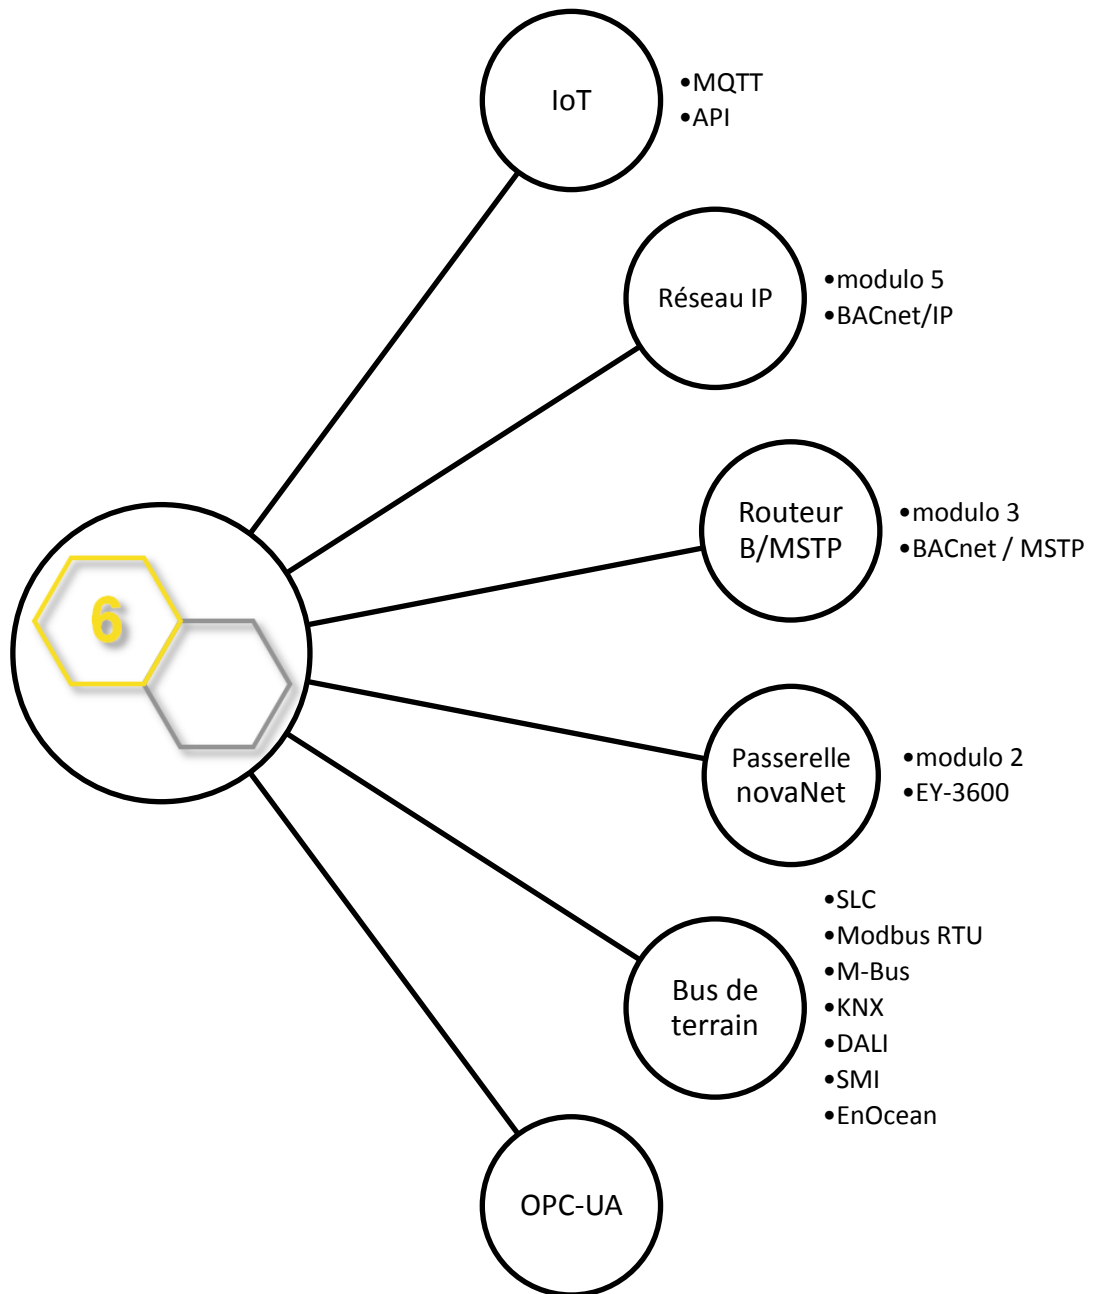 IoT
•MQTT
•API
Réseau IP
•modulo 5
•BACnet/IP
Routeur
B/MSTP
•modulo 3
•BACnet / MSTP
6
Passerelle
novaNet
•modulo 2
•EY-3600
Bus de
terrain
•SLC
•Modbus RTU
•M-Bus
•KNX
•DALI
•SMI
•EnOcean
OPC-UA